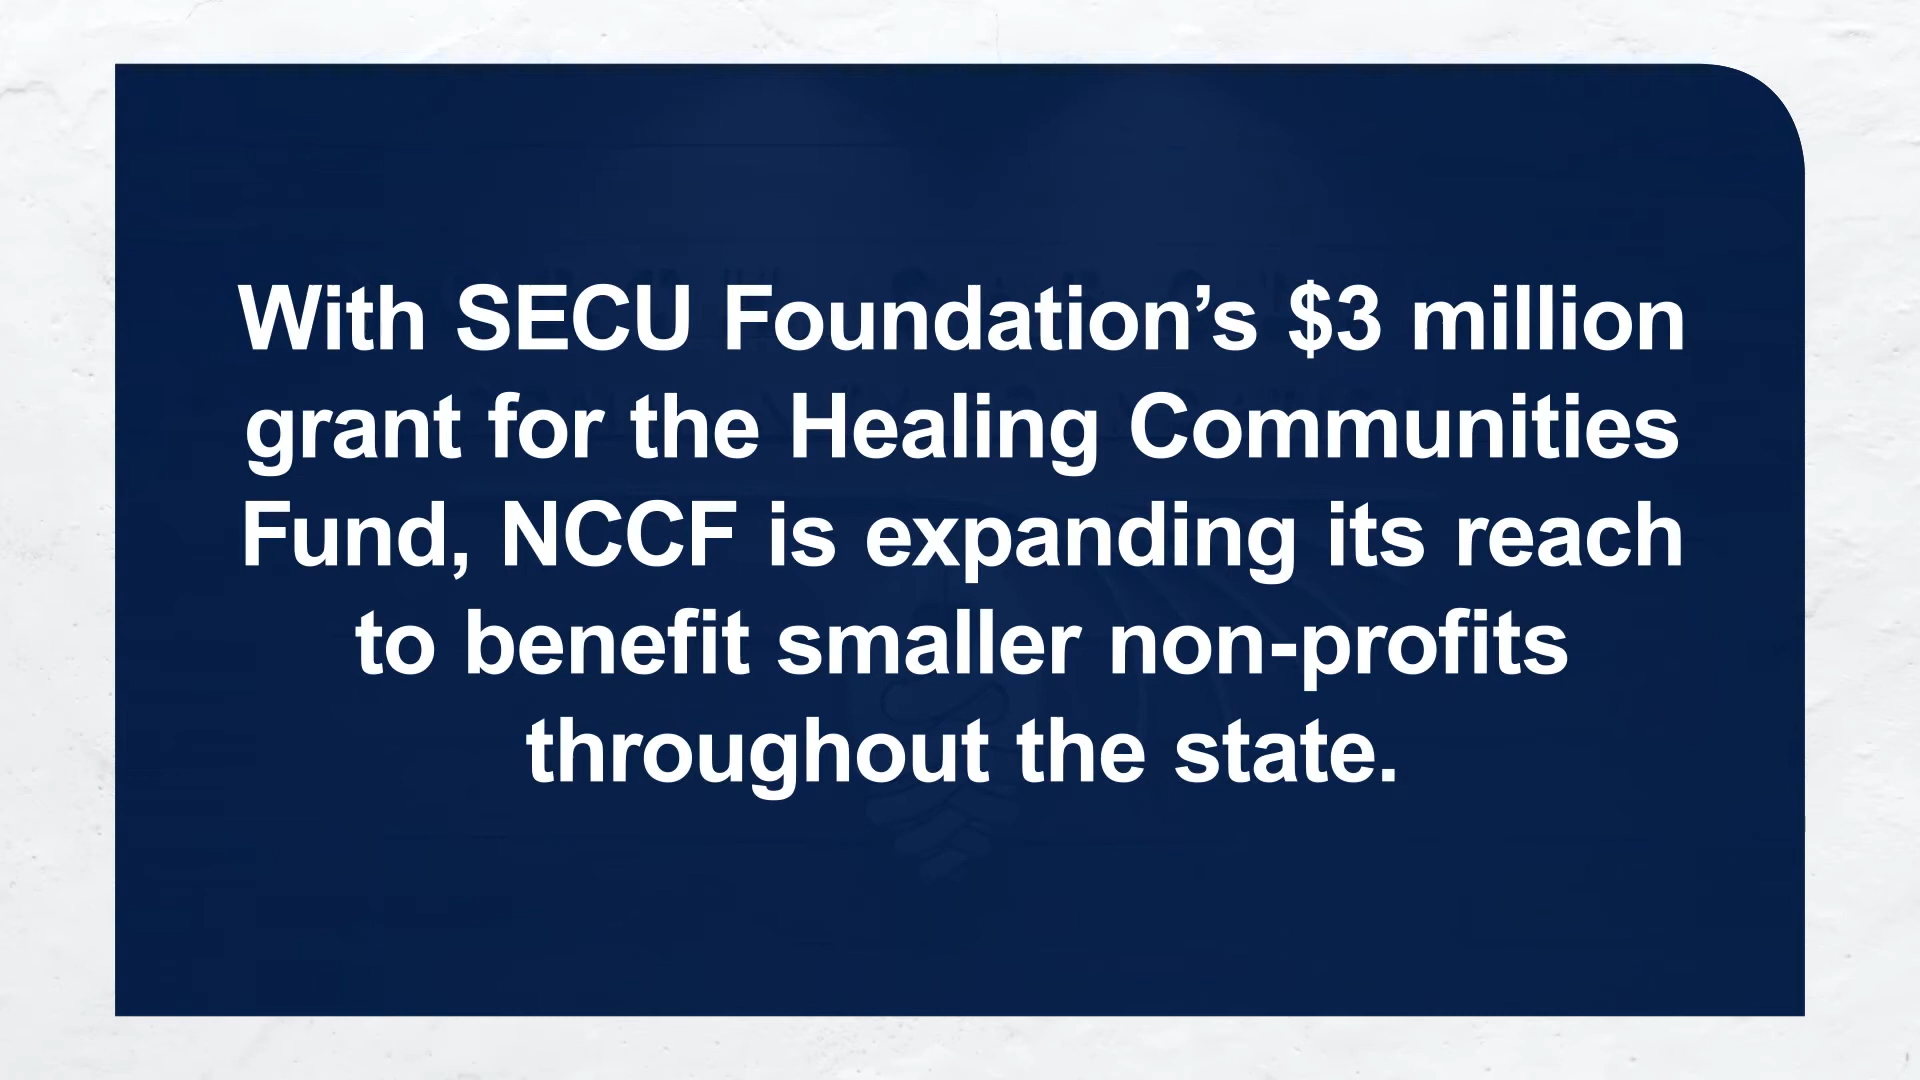 With SECU Foundation’s $3 million
grant for the Healing Communities
Fund, NCCF is expanding its reach
to benefit smaller non-profits
throughout the state.